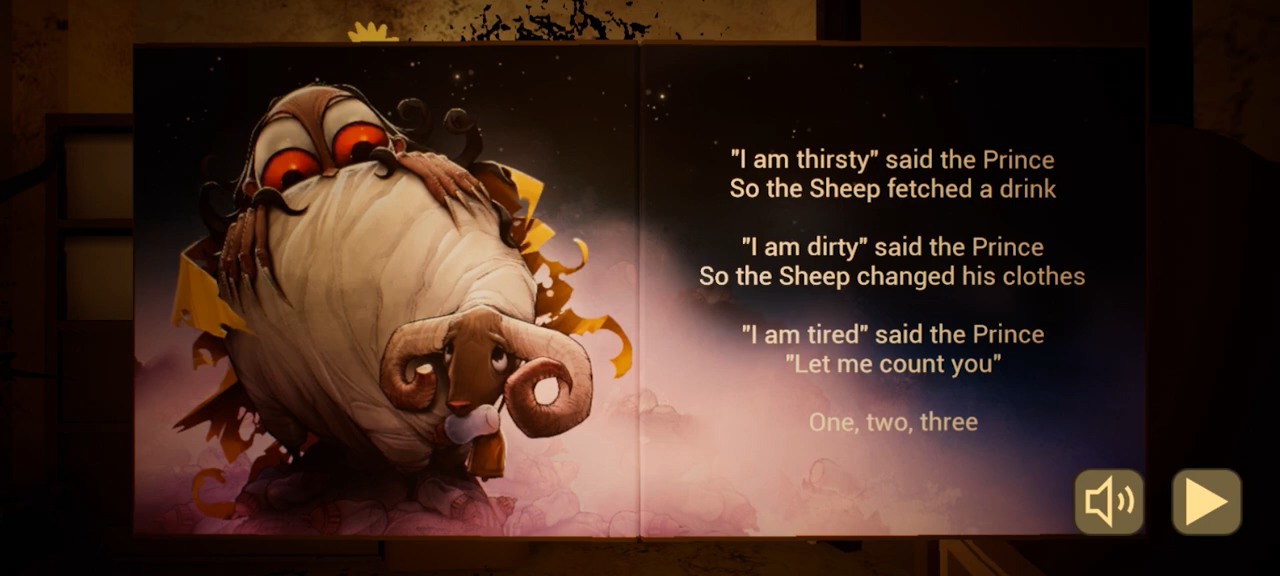 "I am thirsty" said the Prince
So the Sheep fetched a drink
"I am dirty" said the Prince
So the Sheep changed his clothes
"I am tired" said the Prince
"Let me count you"
One, two, three